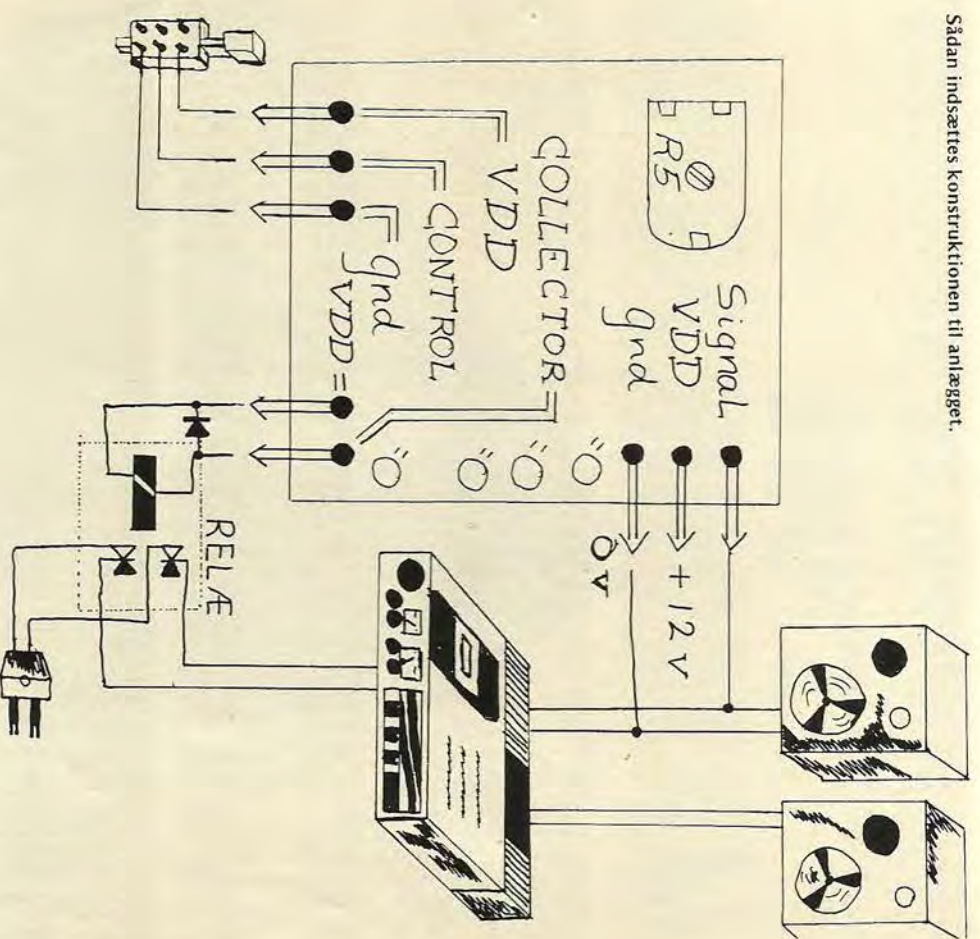 Sådan indsættes konstruktionen til anlægget.
R5
Signal
VDD
gnd
COLLECTOR
VDD
CONTROL
gnd
VDD
+12v
0v
RELÆ